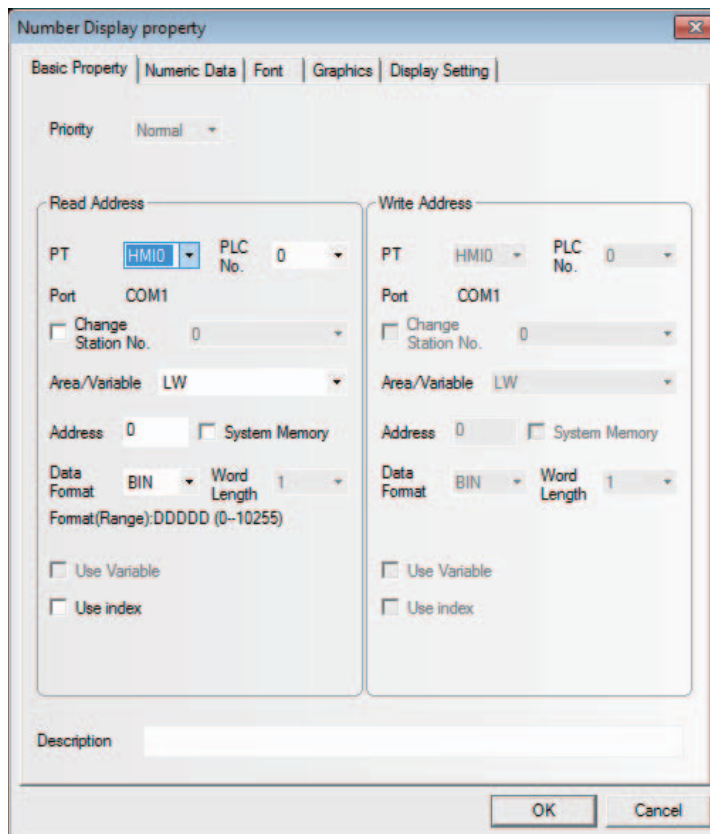 Number Display property
Basic Property Numeric Data Font Graphics Display Setting
Priority Normal
Read Address
PT HMI0 PLC No. 0
Port COM1
Change Station No. 0
Area/Variable LW
Address 0 System Memory
Data Format BIN Word Length 1
Format(Range):DDDDD (0--10255)
Use Variable
Use index
Write Address
PT HMI0 PLC No. 0
Port COM1
Change Station No. 0
Area/Variable LW
Address 0 System Memory
Data Format BIN Word Length 1
Use Variable
Use index
Description
OK Cancel